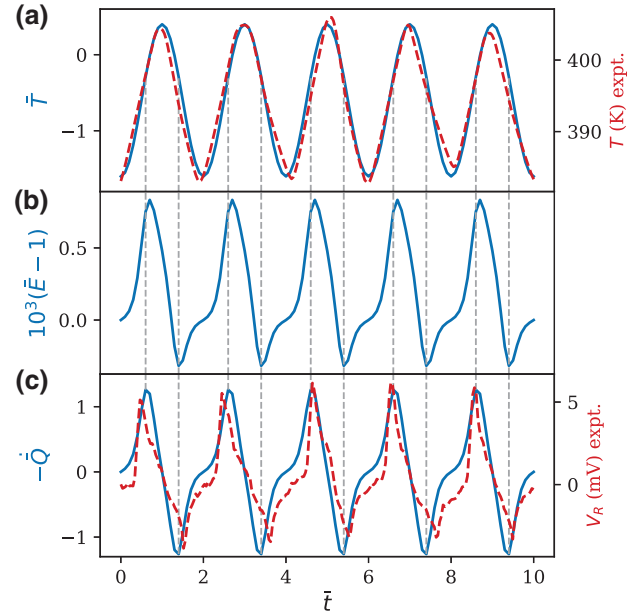 (a)
0
−1
T̄
400
390
T (K) expt.
(b)
0.5
0.0
10³(Ē − 1)
(c)
1
0
−1
−Q̄̇
5
0
V_R (mV) expt.
0 2 4 6 8 10
t̄